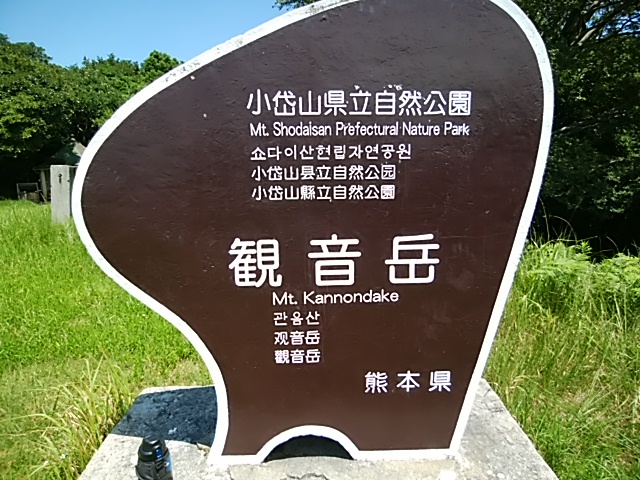 小岱山県立自然公園
Mt. Shodaisan Prefectural Nature Park
쇼다이산현립자연공원
小岱山县立自然公园
小岱山縣立自然公園
観音岳
Mt. Kannondake
관음산
观音岳
觀音岳
熊本県